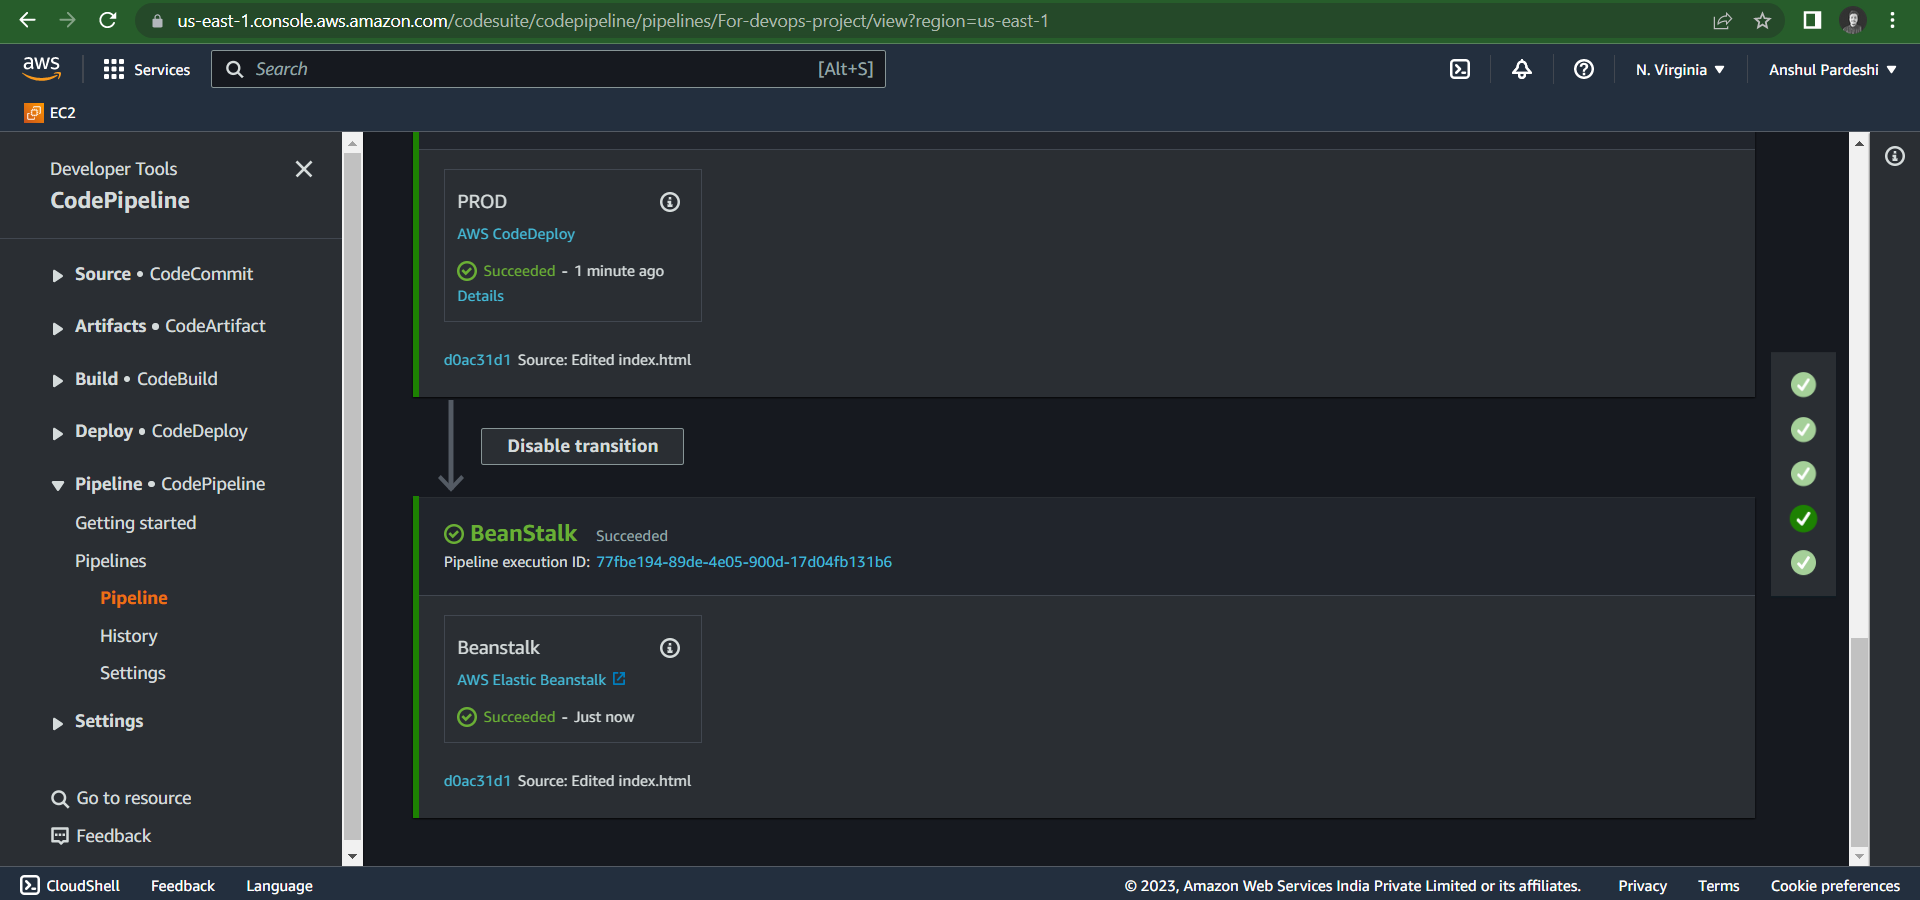 us-east-1.console.aws.amazon.com/codesuite/codepipeline/pipelines/For-devops-project/view?region=us-east-1
aws
Services
Search
[Alt+S]
N. Virginia
Anshul Pardeshi
EC2
Developer Tools
CodePipeline
Source • CodeCommit
Artifacts • CodeArtifact
Build • CodeBuild
Deploy • CodeDeploy
Pipeline • CodePipeline
Getting started
Pipelines
Pipeline
History
Settings
Settings
Go to resource
Feedback
PROD
AWS CodeDeploy
Succeeded - 1 minute ago
Details
d0ac31d1 Source: Edited index.html
Disable transition
BeanStalk Succeeded
Pipeline execution ID: 77fbe194-89de-4e05-900d-17d04fb131b6
Beanstalk
AWS Elastic Beanstalk
Succeeded - Just now
d0ac31d1 Source: Edited index.html
CloudShell
Feedback
Language
© 2023, Amazon Web Services India Private Limited or its affiliates.
Privacy
Terms
Cookie preferences